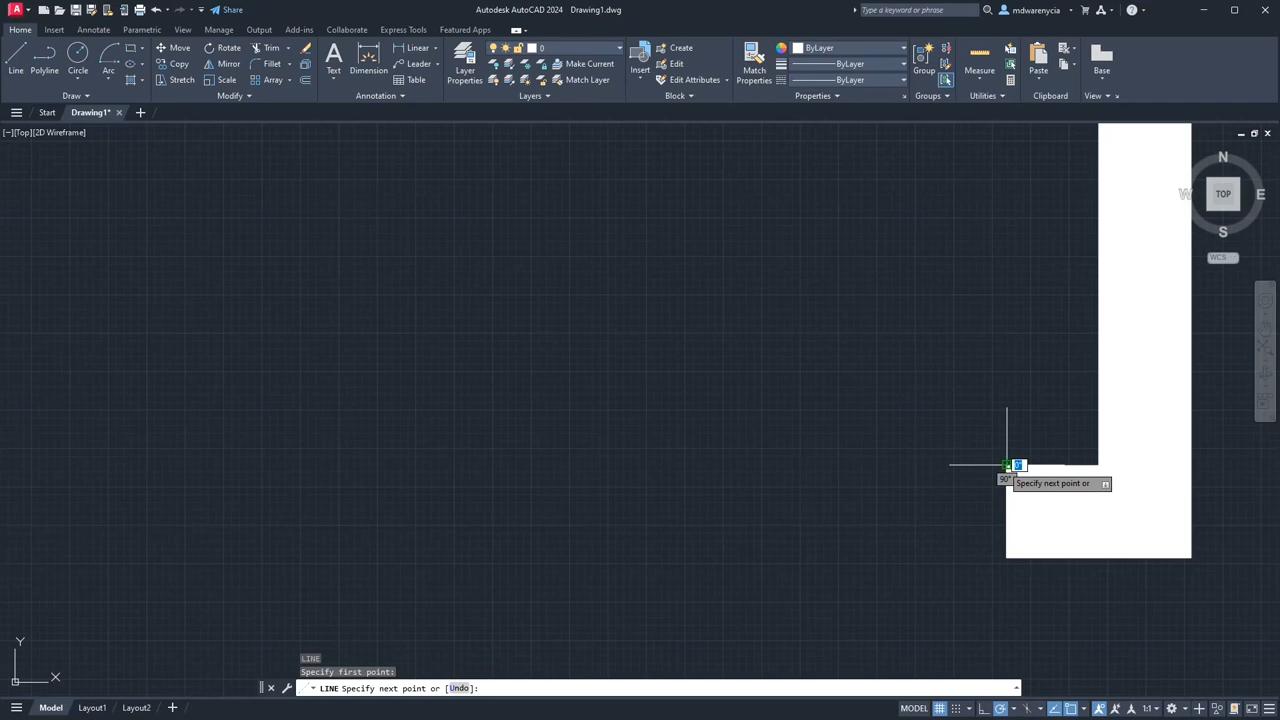 Share
Autodesk AutoCAD 2024 Drawing1.dwg
Type a keyword or phrase
mdwarenycia
Home Insert Annotate Parametric View Manage Output Add-ins Collaborate Express Tools Featured Apps
Line Polyline Circle Arc
Draw
Move Rotate Trim
Copy Mirror Fillet
Stretch Scale Array
Modify
Text Dimension
Linear
Leader
Table
Annotation
Layer Properties
0
Make Current
Match Layer
Layers
Insert
Create
Edit
Edit Attributes
Block
Match Properties
ByLayer
ByLayer
ByLayer
Properties
Group
Groups
Measure
Utilities
Paste
Clipboard
Base
View
Start Drawing1*
[−][Top][2D Wireframe]
N
W TOP E
S
WCS
90°
Specify next point or
Y
X
LINE
Specify first point:
LINE Specify next point or [Undo]:
Model Layout1 Layout2
MODEL 1:1